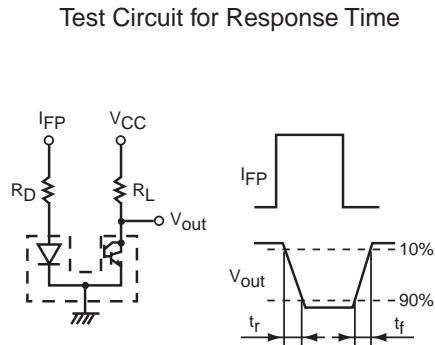 Test Circuit for Response Time
IFP
VCC
RD
RL
Vout
IFP
Vout
10%
90%
tr
tf